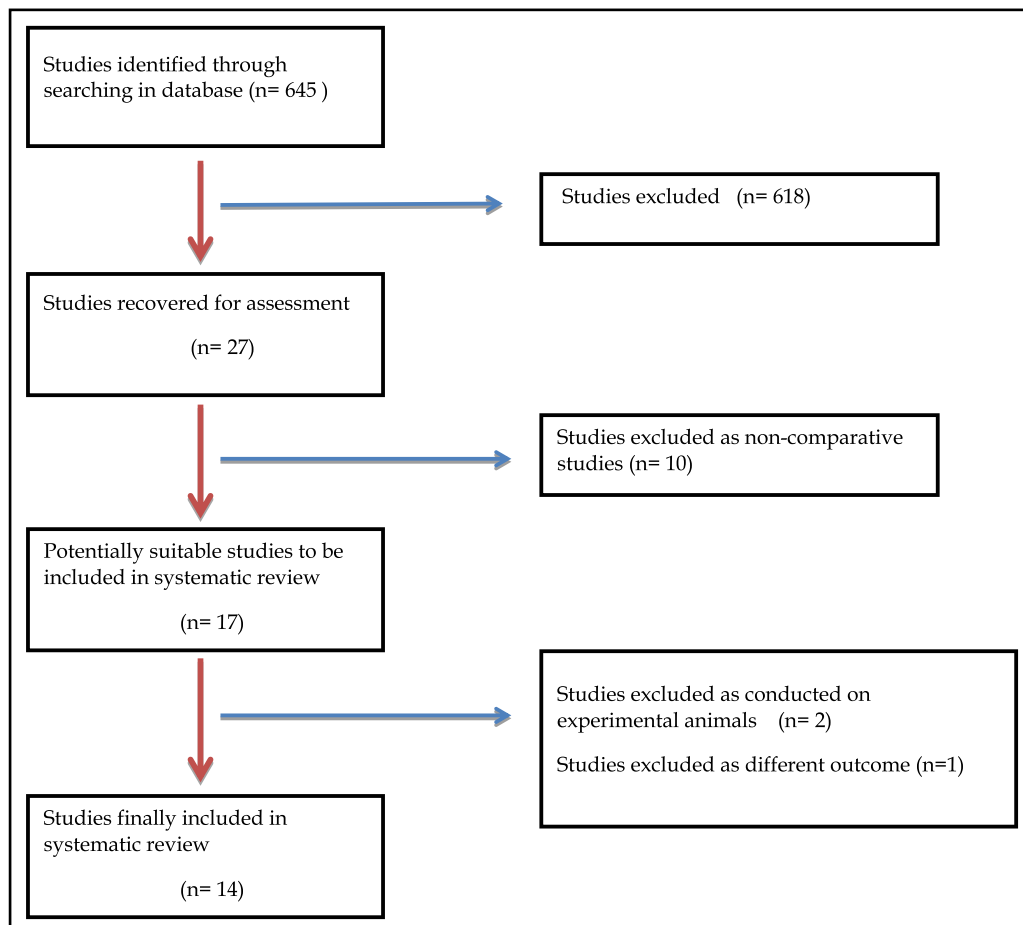 Studies identified through
searching in database (n= 645 )
Studies excluded (n= 618)
Studies recovered for assessment
(n= 27)
Studies excluded as non-comparative
studies (n= 10)
Potentially suitable studies to be
included in systematic review
(n= 17)
Studies excluded as conducted on
experimental animals (n= 2)
Studies excluded as different outcome (n=1)
Studies finally included in
systematic review
(n= 14)